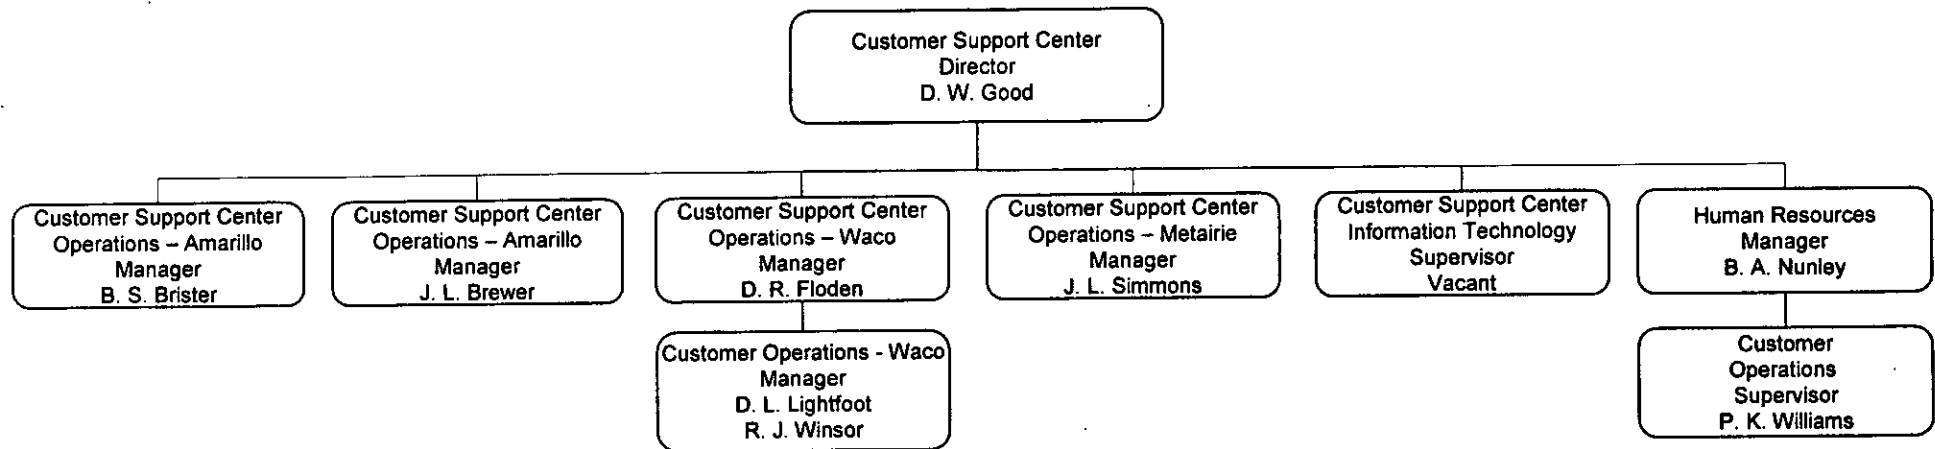 Customer Support Center
Director
D. W. Good
Customer Support Center
Operations – Amarillo
Manager
B. S. Brister
Customer Support Center
Operations – Amarillo
Manager
J. L. Brewer
Customer Support Center
Operations – Waco
Manager
D. R. Floden
Customer Support Center
Operations – Metairie
Manager
J. L. Simmons
Customer Support Center
Information Technology
Supervisor
Vacant
Human Resources
Manager
B. A. Nunley
Customer Operations - Waco
Manager
D. L. Lightfoot
R. J. Winsor
Customer
Operations
Supervisor
P. K. Williams